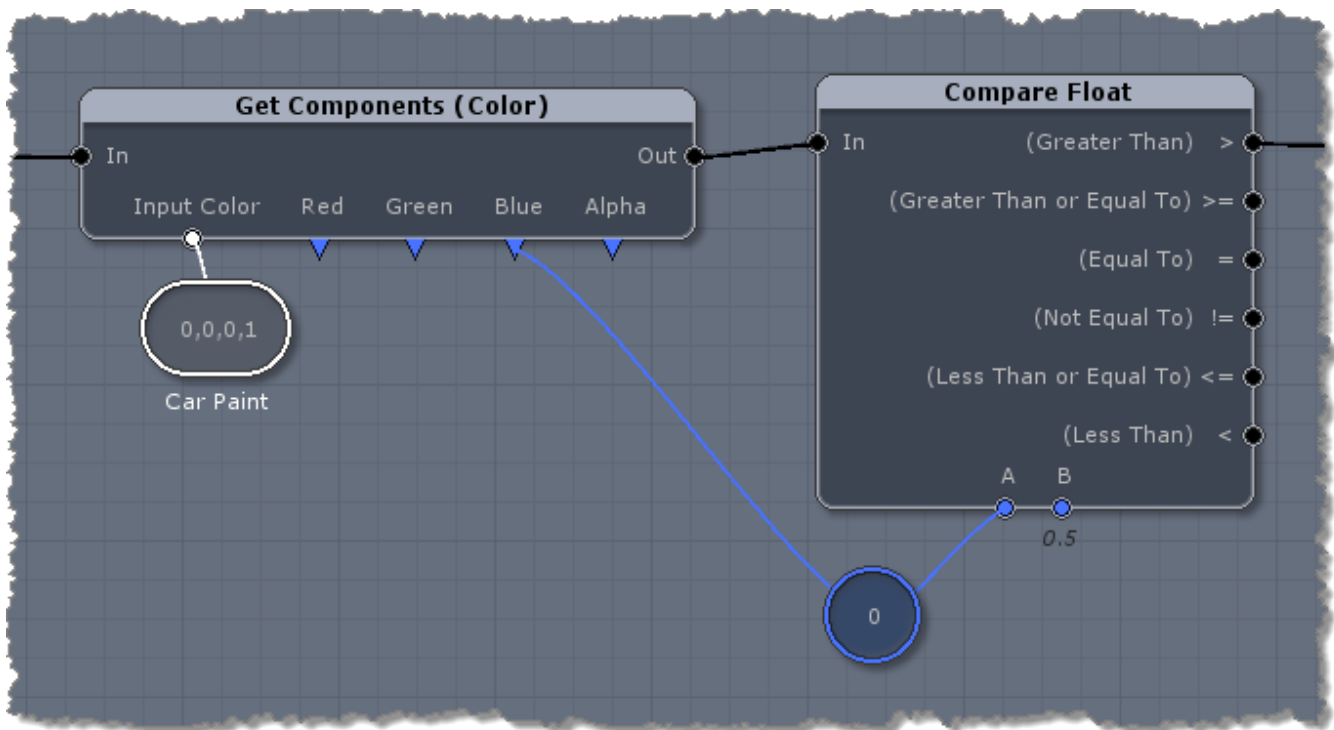 Get Components (Color)
In
Out
Input Color Red Green Blue Alpha
0,0,0,1
Car Paint
Compare Float
In
(Greater Than) >
(Greater Than or Equal To) >=
(Equal To) =
(Not Equal To) !=
(Less Than or Equal To) <=
(Less Than) <
A B
0.5
0